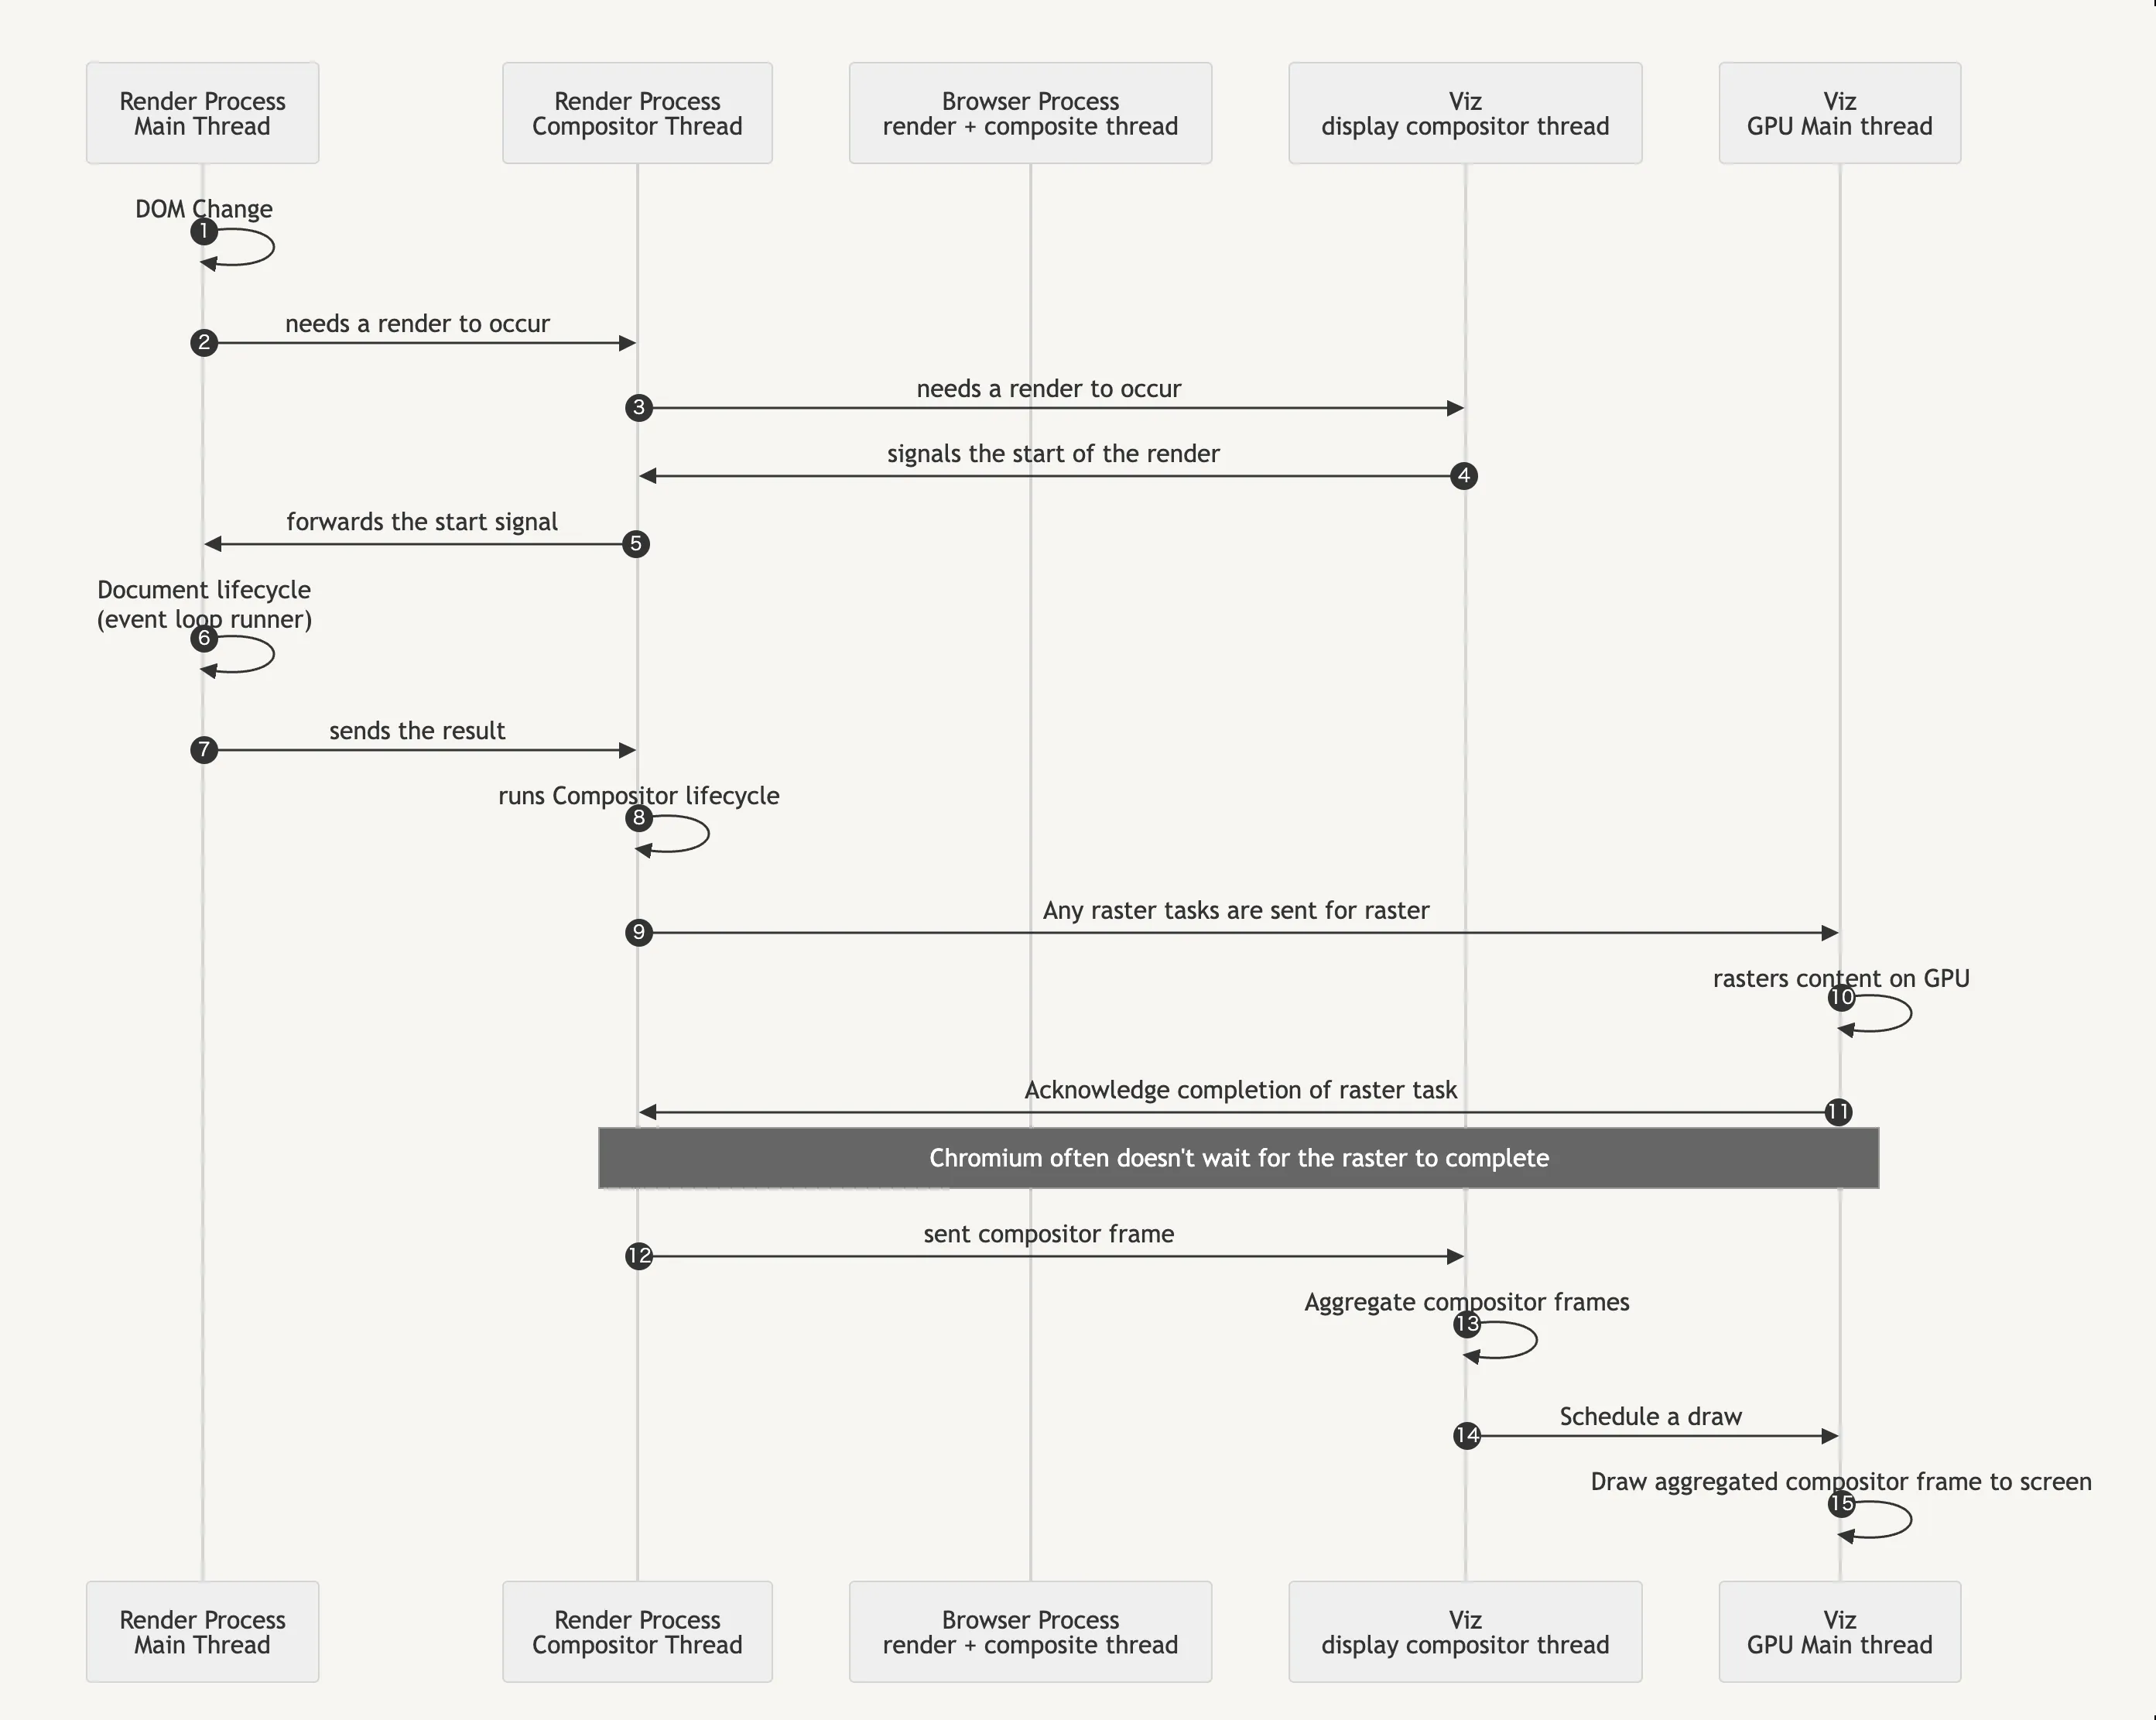 Render Process
Main Thread
Render Process
Compositor Thread
Browser Process
render + composite thread
Viz
display compositor thread
Viz
GPU Main thread
DOM Change
1
needs a render to occur
2
needs a render to occur
3
signals the start of the render
4
forwards the start signal
5
Document lifecycle
(event loop runner)
6
sends the result
7
runs Compositor lifecycle
8
Any raster tasks are sent for raster
9
rasters content on GPU
10
Acknowledge completion of raster task
11
Chromium often doesn't wait for the raster to complete
sent compositor frame
12
Aggregate compositor frames
13
Schedule a draw
14
Draw aggregated compositor frame to screen
15
Render Process
Main Thread
Render Process
Compositor Thread
Browser Process
render + composite thread
Viz
display compositor thread
Viz
GPU Main thread